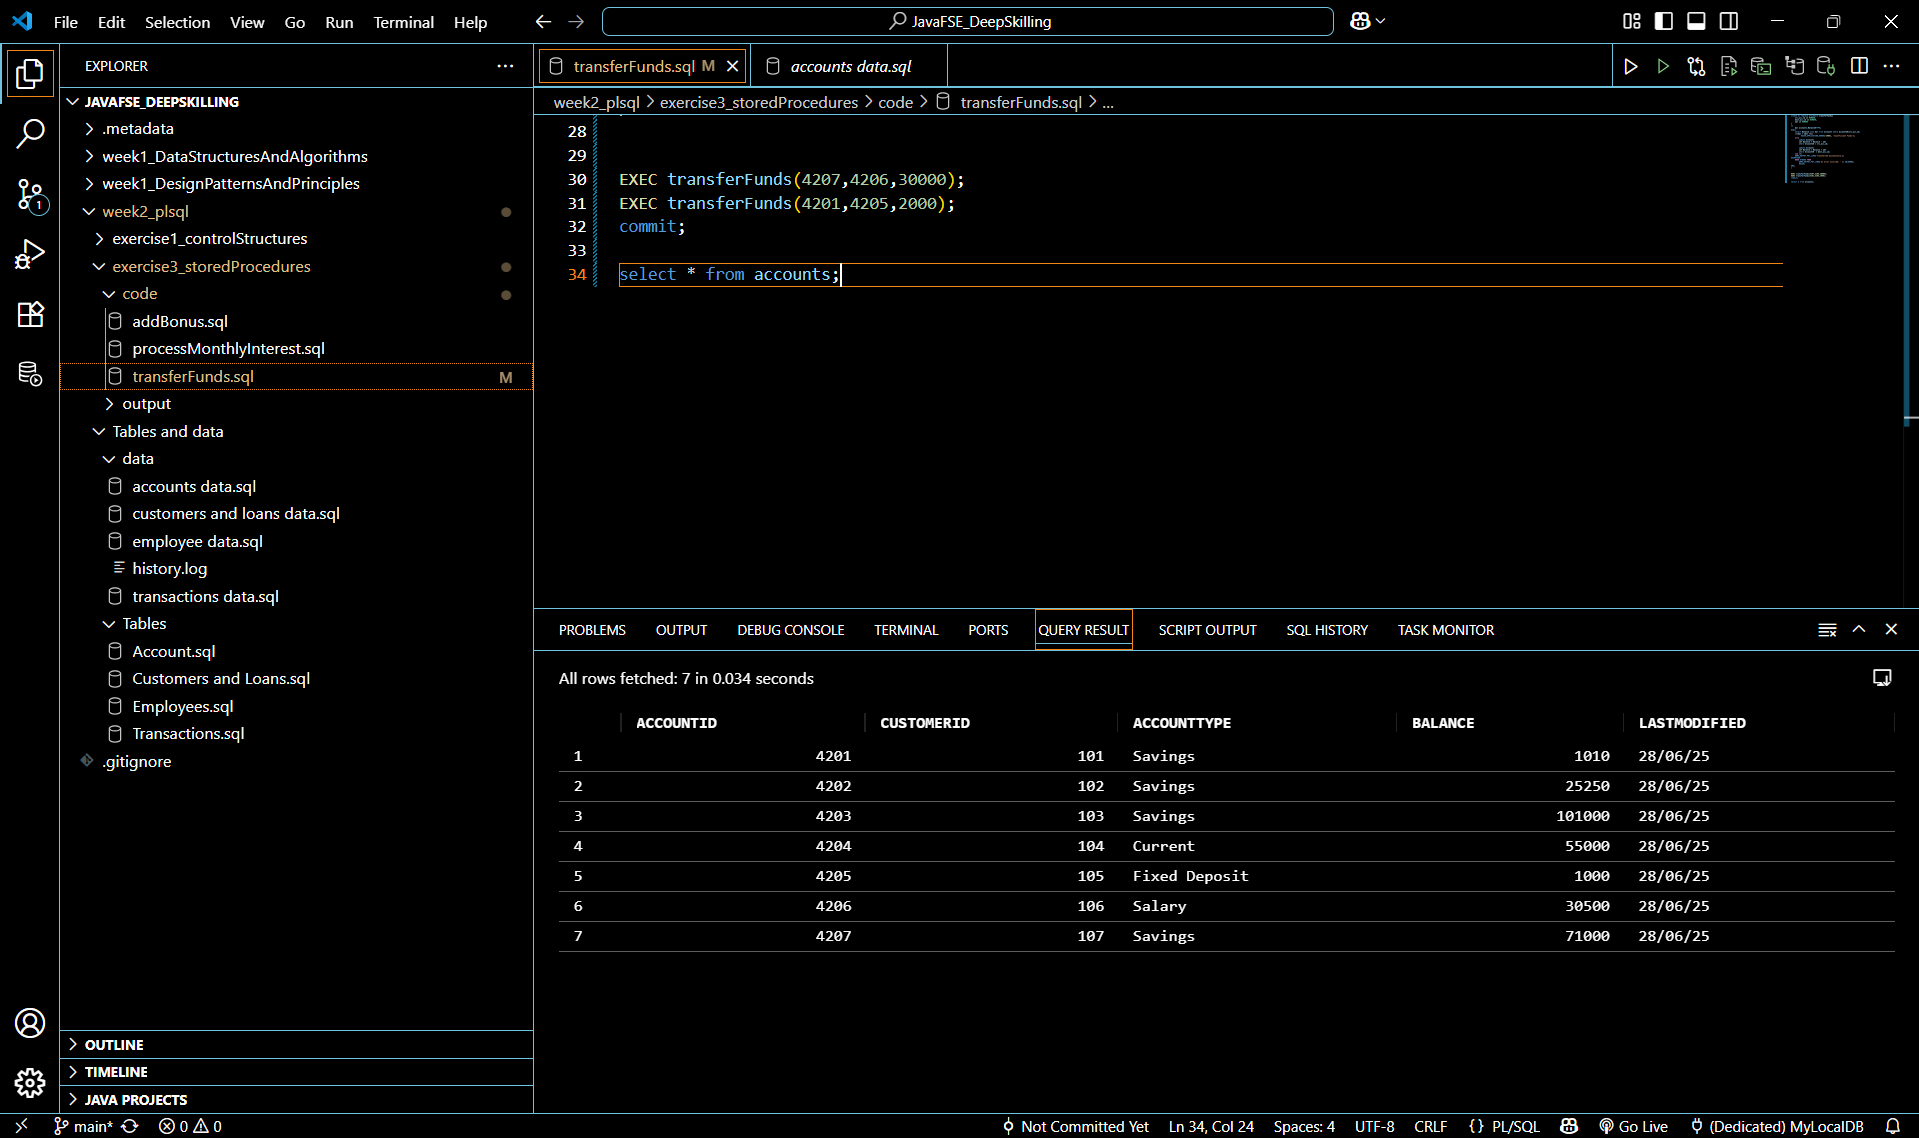 File Edit Selection View Go Run Terminal Help JavaFSE_DeepSkilling
EXPLORER
JAVAFSE_DEEPSKILLING
.metadata
week1_DataStructuresAndAlgorithms
week1_DesignPatternsAndPrinciples
week2_plsql
exercise1_controlStructures
exercise3_storedProcedures
code
addBonus.sql
processMonthlyInterest.sql
transferFunds.sql M
output
Tables and data
data
accounts data.sql
customers and loans data.sql
employee data.sql
history.log
transactions data.sql
Tables
Account.sql
Customers and Loans.sql
Employees.sql
Transactions.sql
.gitignore
OUTLINE
TIMELINE
JAVA PROJECTS
1
transferFunds.sql M accounts data.sql
week2_plsql > exercise3_storedProcedures > code > transferFunds.sql > ...
28
29
30 EXEC transferFunds(4207,4206,30000);
31 EXEC transferFunds(4201,4205,2000);
32 commit;
33
34 select * from accounts;
PROBLEMS OUTPUT DEBUG CONSOLE TERMINAL PORTS QUERY RESULT SCRIPT OUTPUT SQL HISTORY TASK MONITOR
All rows fetched: 7 in 0.034 seconds
ACCOUNTID CUSTOMERID ACCOUNTTYPE BALANCE LASTMODIFIED
1 4201 101 Savings 1010 28/06/25
2 4202 102 Savings 25250 28/06/25
3 4203 103 Savings 101000 28/06/25
4 4204 104 Current 55000 28/06/25
5 4205 105 Fixed Deposit 1000 28/06/25
6 4206 106 Salary 30500 28/06/25
7 4207 107 Savings 71000 28/06/25
main* 0 0 Not Committed Yet Ln 34, Col 24 Spaces: 4 UTF-8 CRLF {} PL/SQL Go Live (Dedicated) MyLocalDB